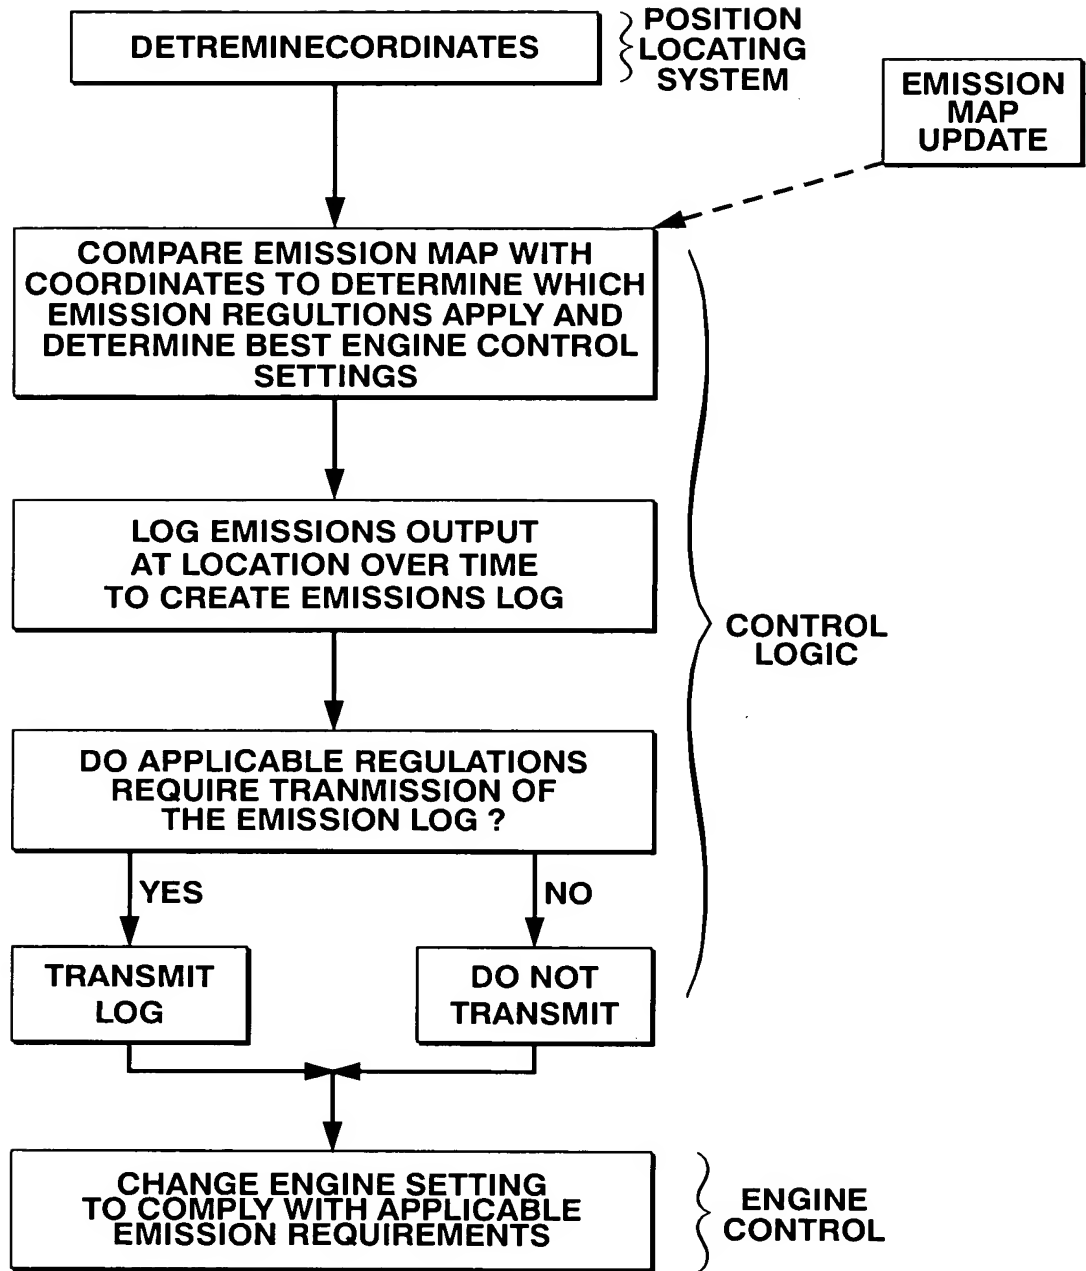 DETREMINECORDINATES
POSITION
LOCATING
SYSTEM
EMISSION
MAP
UPDATE
COMPARE EMISSION MAP WITH
COORDINATES TO DETERMINE WHICH
EMISSION REGULTIONS APPLY AND
DETERMINE BEST ENGINE CONTROL
SETTINGS
LOG EMISSIONS OUTPUT
AT LOCATION OVER TIME
TO CREATE EMISSIONS LOG
CONTROL
LOGIC
DO APPLICABLE REGULATIONS
REQUIRE TRANMISSION OF
THE EMISSION LOG ?
YES
NO
TRANSMIT
LOG
DO NOT
TRANSMIT
CHANGE ENGINE SETTING
TO COMPLY WITH APPLICABLE
EMISSION REQUIREMENTS
ENGINE
CONTROL